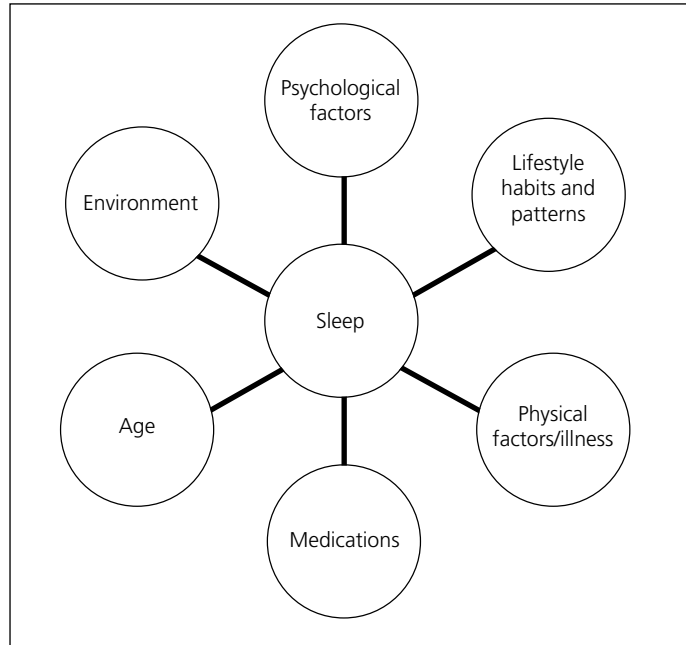 Psychological
factors
Lifestyle
habits and
patterns
Environment
Sleep
Age
Physical
factors/illness
Medications